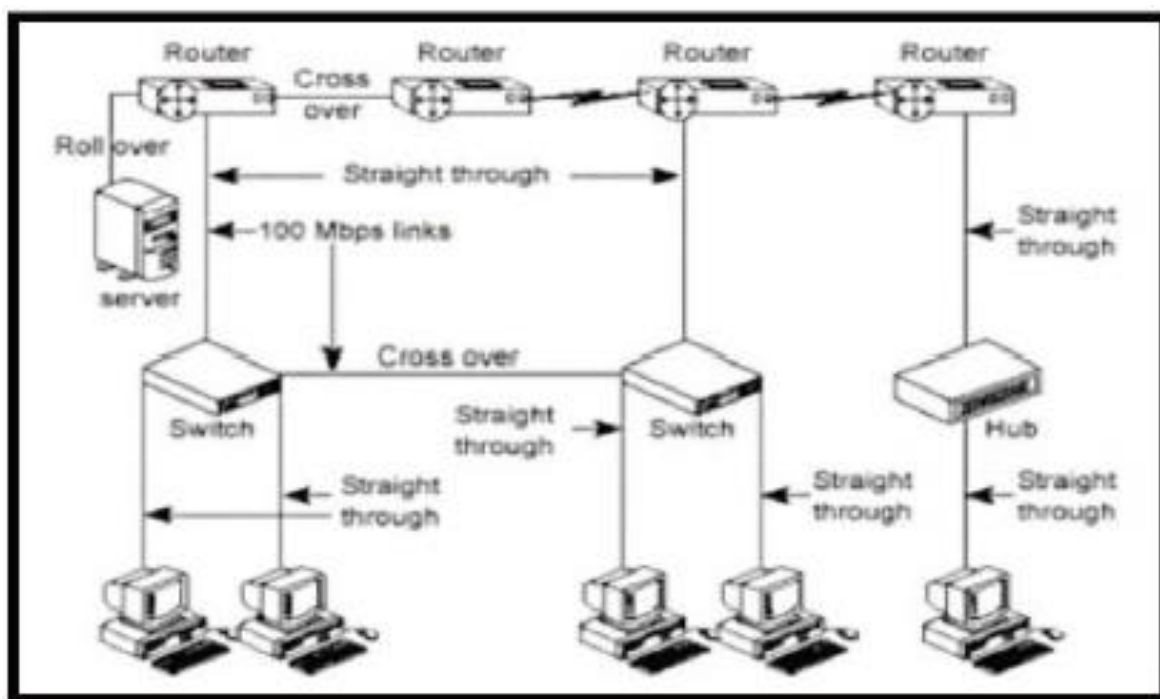 Router
Router
Router
Router
Cross
over
Roll over
Straight through
100 Mbps links
Straight
through
server
Cross over
Switch
Straight
through
Switch
Hub
Straight
through
Straight
through
Straight
through